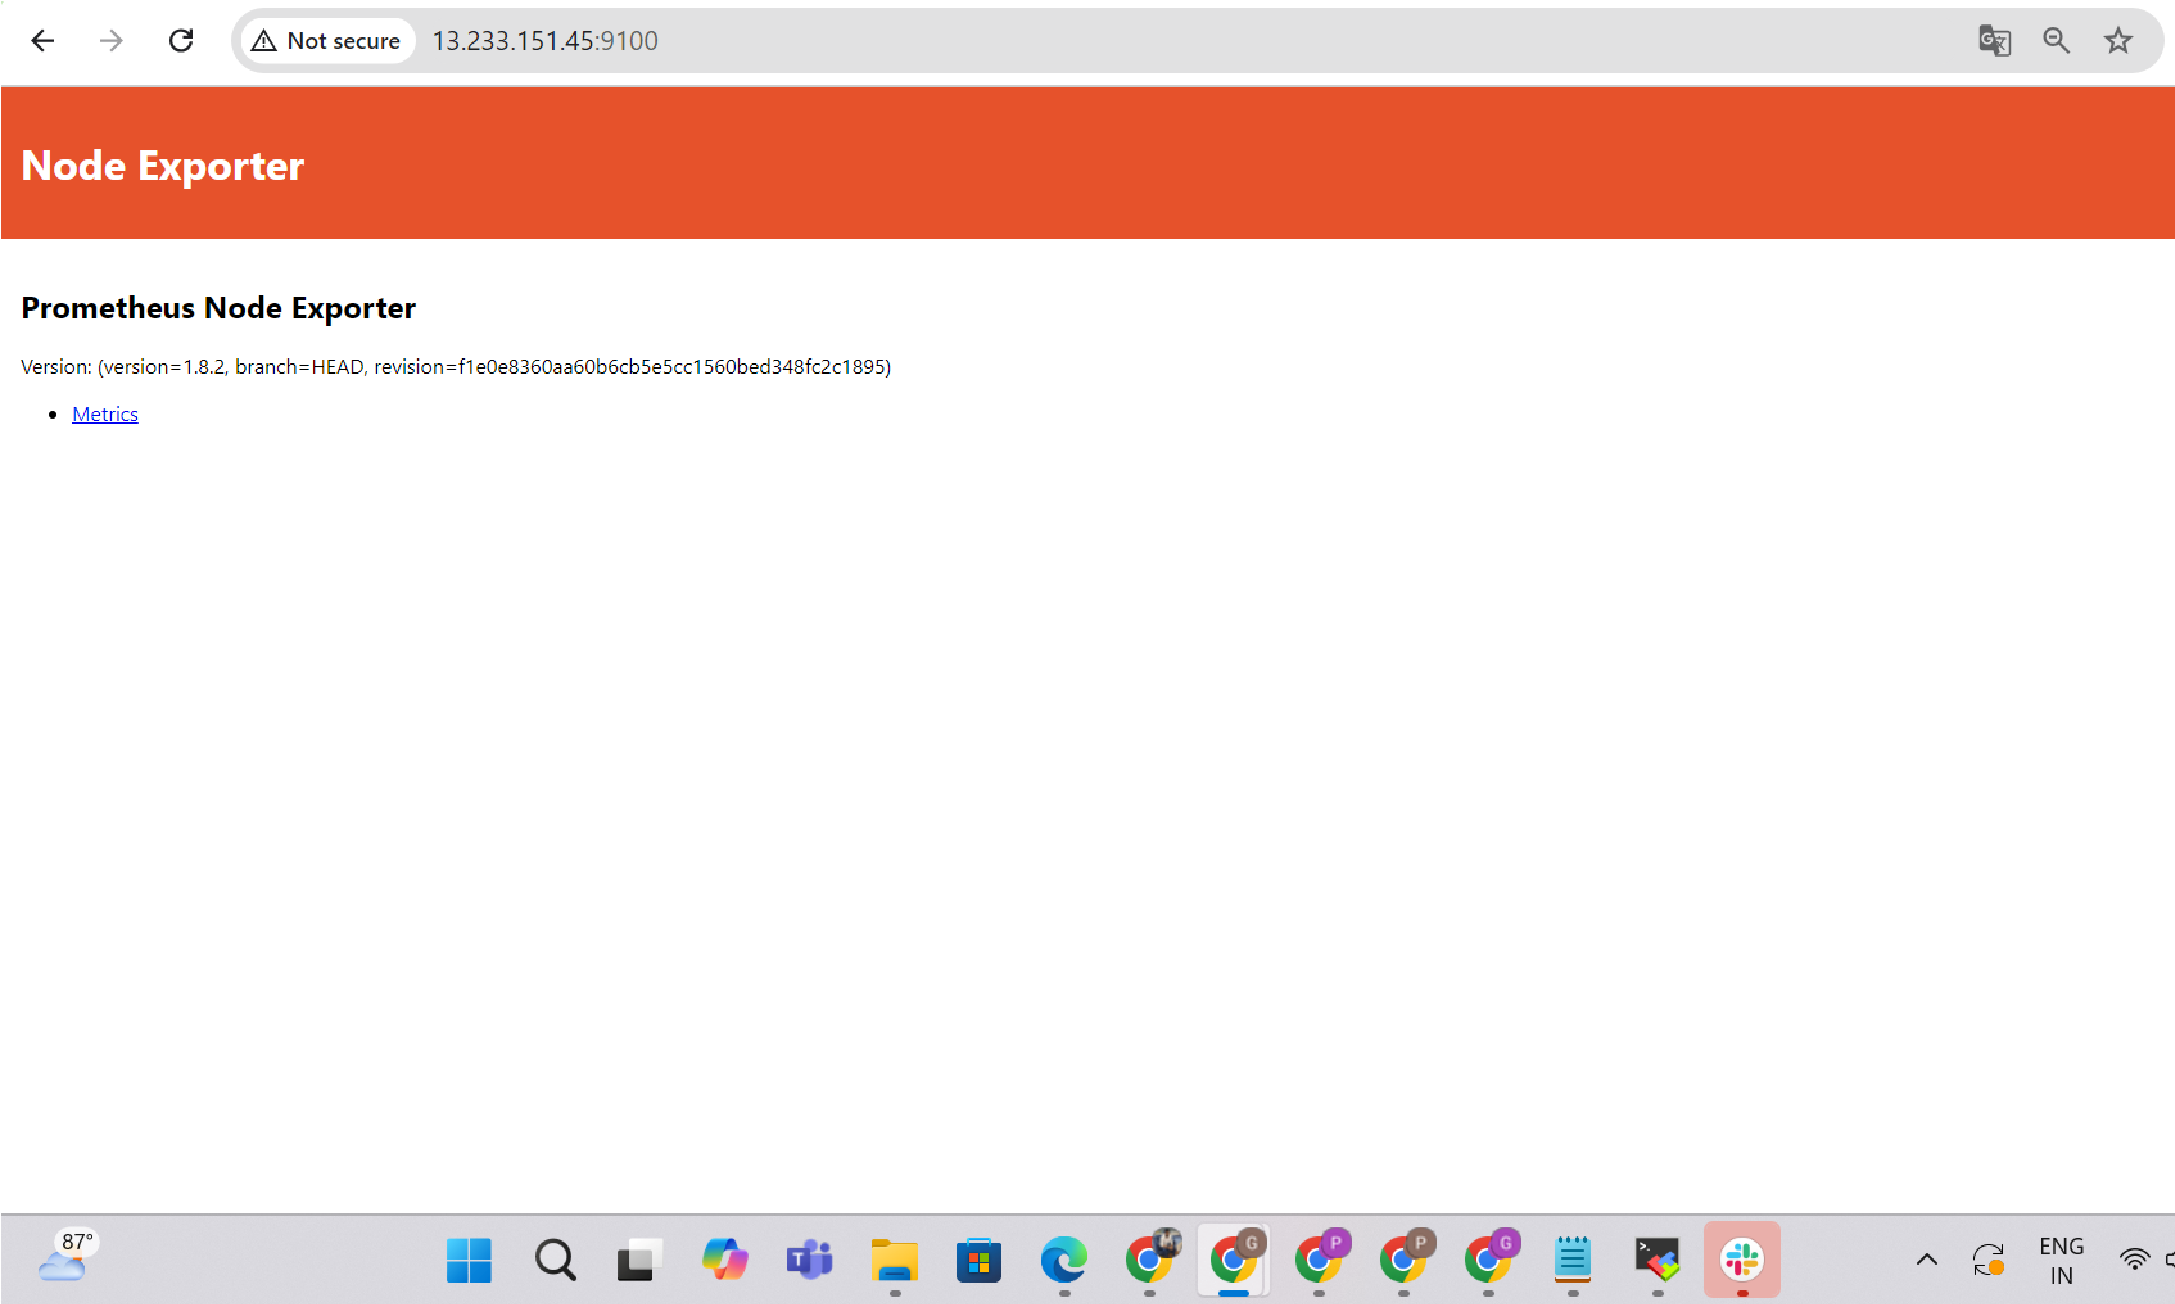 Not secure 13.233.151.45:9100
Node Exporter
Prometheus Node Exporter
Version: (version=1.8.2, branch=HEAD, revision=f1e0e8360aa60b6cb5e5cc1560bed348fc2c1895)
Metrics
87°
G
P
P
G
ENG
IN